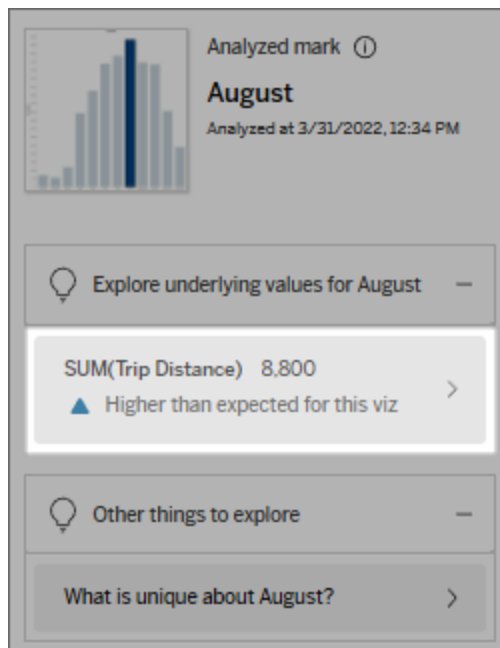 Analyzed mark
August
Analyzed at 3/31/2022, 12:34 PM
Explore underlying values for August
SUM(Trip Distance) 8,800
Higher than expected for this viz
Other things to explore
What is unique about August?